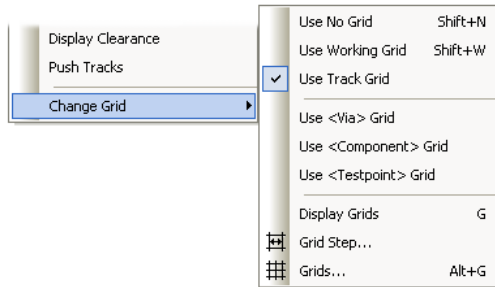 Display Clearance
Push Tracks
Change Grid
Use No Grid Shift+N
Use Working Grid Shift+W
Use Track Grid
Use <Via> Grid
Use <Component> Grid
Use <Testpoint> Grid
Display Grids G
Grid Step...
Grids... Alt+G